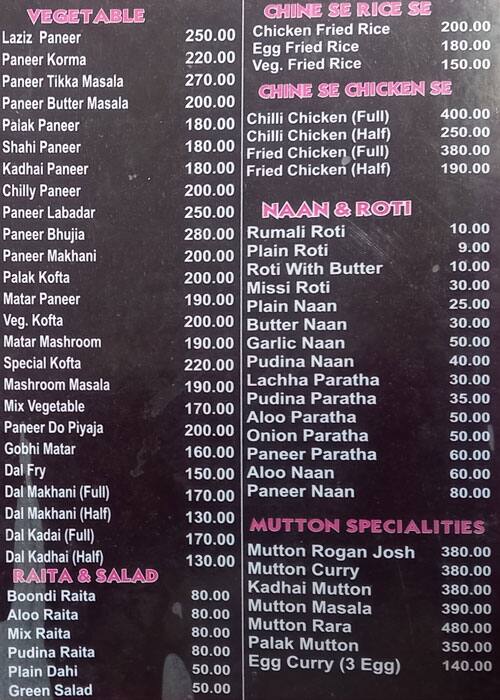 VEGETABLE
Laziz Paneer 250.00
Paneer Korma 220.00
Paneer Tikka Masala 270.00
Paneer Butter Masala 200.00
Palak Paneer 180.00
Shahi Paneer 180.00
Kadhai Paneer 180.00
Chilly Paneer 200.00
Paneer Labadar 250.00
Paneer Bhujia 280.00
Paneer Makhani 200.00
Palak Kofta 200.00
Matar Paneer 190.00
Veg. Kofta 200.00
Matar Mashroom 190.00
Special Kofta 220.00
Mashroom Masala 190.00
Mix Vegetable 170.00
Paneer Do Piyaja 200.00
Gobhi Matar 160.00
Dal Fry 150.00
Dal Makhani (Full) 170.00
Dal Makhani (Half) 130.00
Dal Kadai (Full) 170.00
Dal Kadhai (Half) 130.00
RAITA & SALAD
Boondi Raita 80.00
Aloo Raita 80.00
Mix Raita 80.00
Pudina Raita 80.00
Plain Dahi 50.00
Green Salad 50.00
CHINE SE RICE SE
Chicken Fried Rice 200.00
Egg Fried Rice 180.00
Veg. Fried Rice 150.00
CHINE SE CHICKEN SE
Chilli Chicken (Full) 400.00
Chilli Chicken (Half) 250.00
Fried Chicken (Full) 380.00
Fried Chicken (Half) 190.00
NAAN & ROTI
Rumali Roti 10.00
Plain Roti 9.00
Roti With Butter 10.00
Missi Roti 30.00
Plain Naan 25.00
Butter Naan 30.00
Garlic Naan 50.00
Pudina Naan 40.00
Lachha Paratha 30.00
Pudina Paratha 35.00
Aloo Paratha 50.00
Onion Paratha 50.00
Paneer Paratha 60.00
Aloo Naan 60.00
Paneer Naan 80.00
MUTTON SPECIALITIES
Mutton Rogan Josh 380.00
Mutton Curry 380.00
Kadhai Mutton 380.00
Mutton Masala 390.00
Mutton Rara 480.00
Palak Mutton 350.00
Egg Curry (3 Egg) 140.00